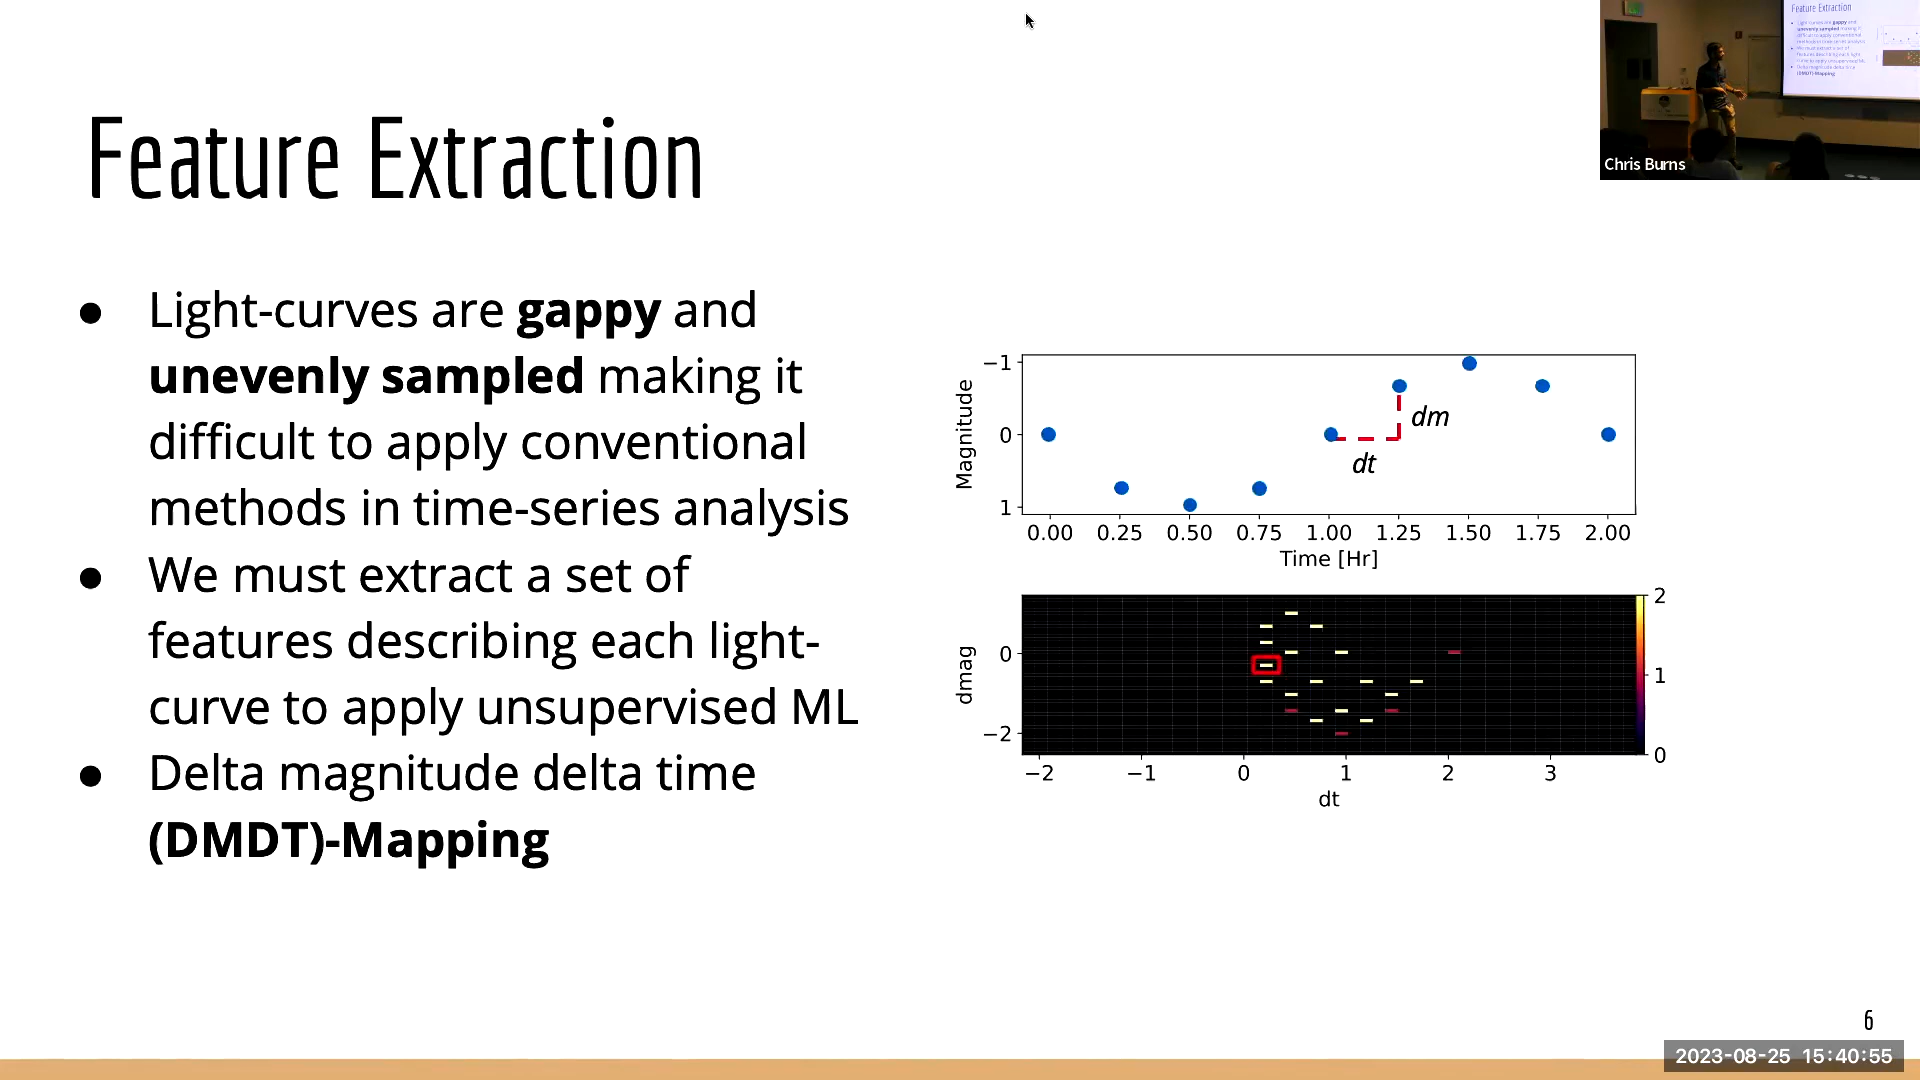 Feature Extraction
Chris Burns
● Light-curves are gappy and
unevenly sampled making it
difficult to apply conventional
methods in time-series analysis
● We must extract a set of
features describing each light-
curve to apply unsupervised ML
● Delta magnitude delta time
(DMDT)-Mapping
Magnitude
−1
0
1
dm
dt
0.00 0.25 0.50 0.75 1.00 1.25 1.50 1.75 2.00
Time [Hr]
dmag
0
−2
2
1
0
−2 −1 0 1 2 3
dt
6
2023-08-25 15:40:55